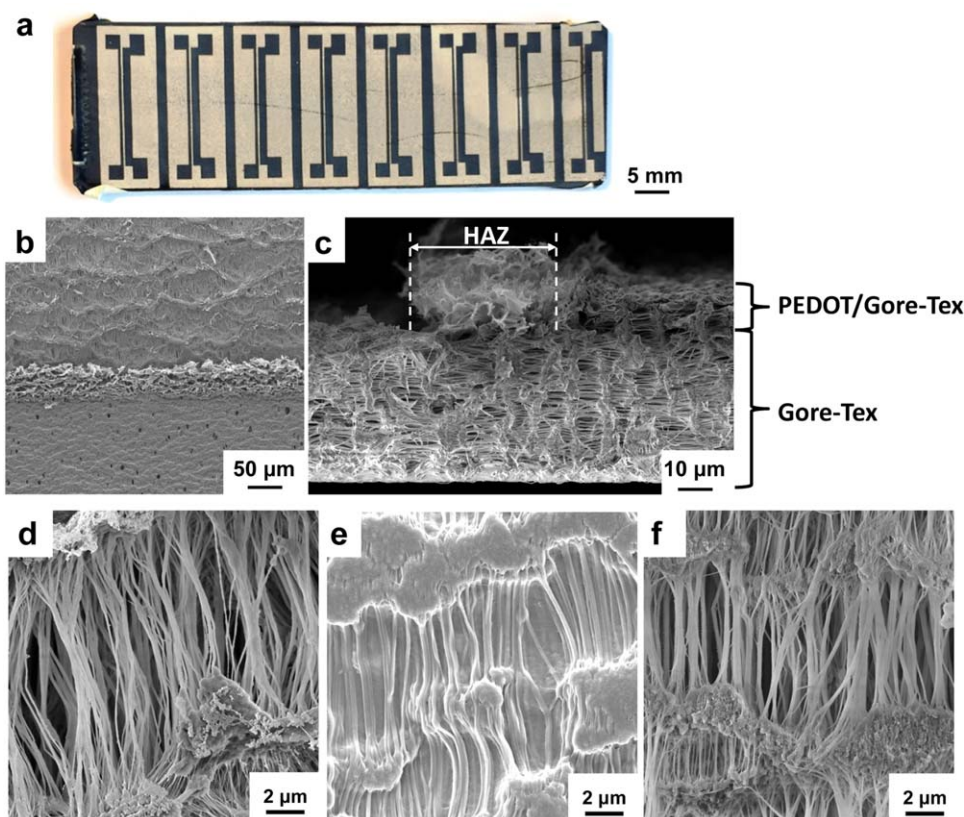 a
5 mm
b
50 µm
c
HAZ
10 µm
PEDOT/Gore-Tex
Gore-Tex
d
2 µm
e
2 µm
f
2 µm